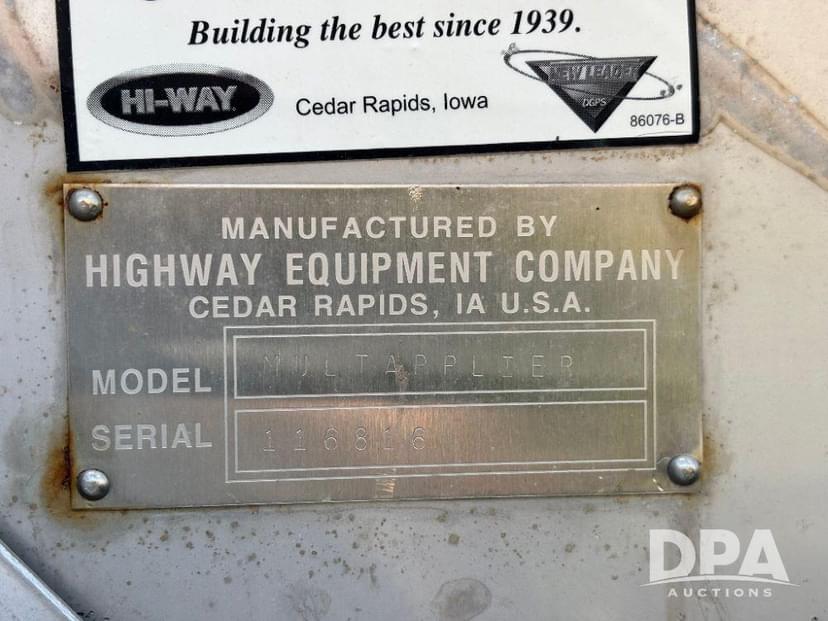 Building the best since 1939.
HI-WAY
Cedar Rapids, Iowa
NEW LEADER
DGPS
86076-B
MANUFACTURED BY
HIGHWAY EQUIPMENT COMPANY
CEDAR RAPIDS, IA U.S.A.
MODEL MULTAPPLIER
SERIAL 116816
DPA
AUCTIONS